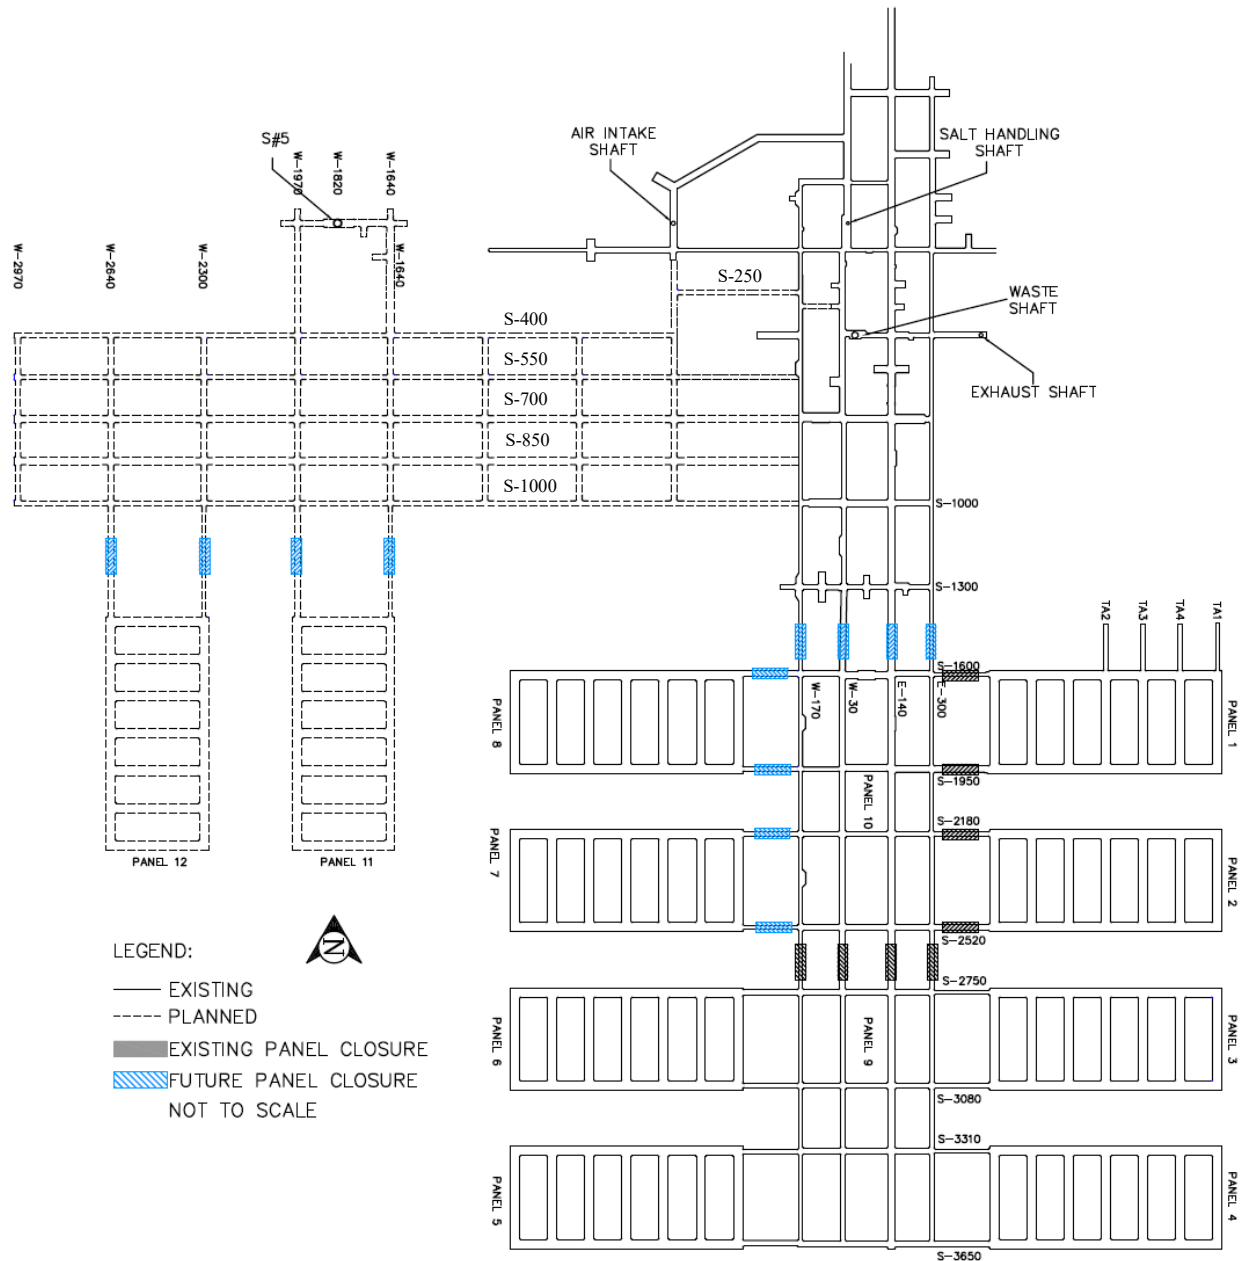 AIR INTAKE
SHAFT
SALT HANDLING
SHAFT
S#5
W-1970
W-1820
W-1640
W-2970
W-2640
W-2300
W-1640
S-250
WASTE
SHAFT
S-400
S-550
EXHAUST SHAFT
S-700
S-850
S-1000
S-1000
S-1300
TA2
TA3
TA4
TA1
S-1600
W-170
W-30
E-140
E-300
PANEL 8
PANEL 1
S-1950
PANEL 10
S-2180
PANEL 12
PANEL 11
PANEL 7
PANEL 2
S-2520
S-2750
LEGEND:
N
EXISTING
PLANNED
EXISTING PANEL CLOSURE
FUTURE PANEL CLOSURE
NOT TO SCALE
PANEL 6
PANEL 9
PANEL 3
S-3080
S-3310
PANEL 5
PANEL 4
S-3650